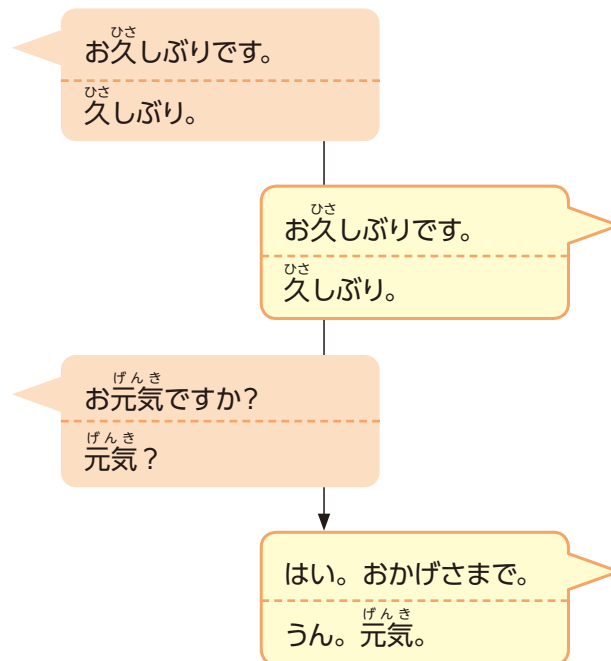 お久しぶりです。
久しぶり。
お久しぶりです。
久しぶり。
お元気ですか?
元気?
はい。おかげさまで。
うん。元気。